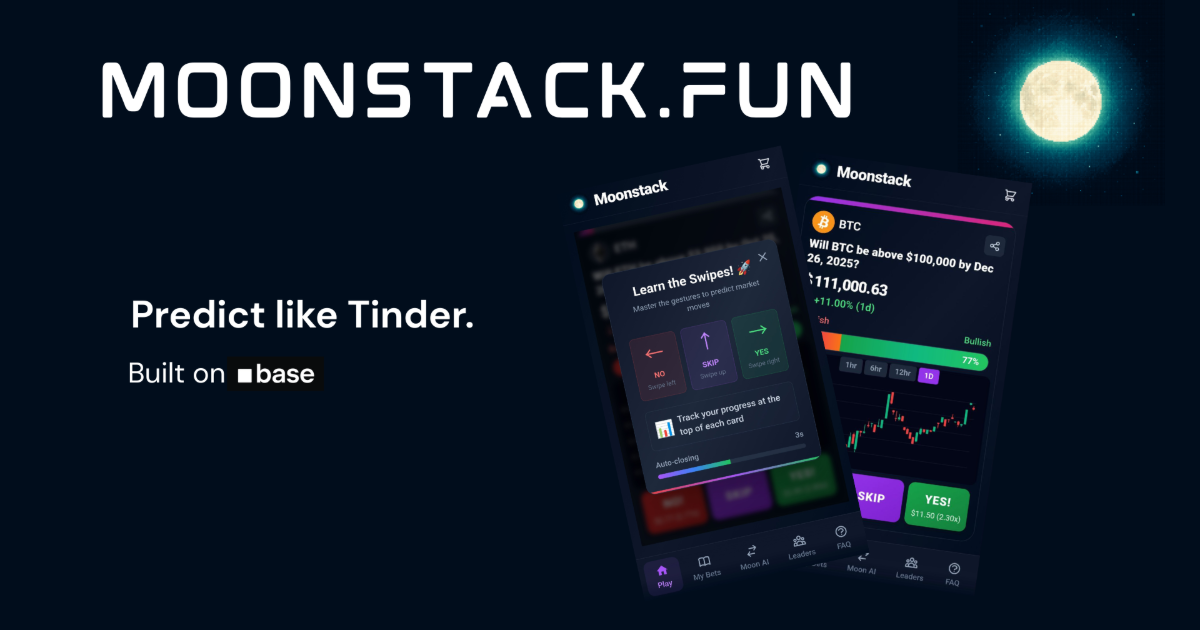 MOONSTACK.FUN
Predict like Tinder.
Built on base
Moonstack
Learn the Swipes! 🚀
Master the gestures to predict market
moves
←
NO
Swipe left
↑
SKIP
Swipe up
→
YES
Swipe right
Track your progress at the
top of each card
Auto-closing 3s
Play
My Bets
Moon AI
Leaders
FAQ
Moonstack
BTC
Will BTC be above $100,000 by Dec
26, 2025?
$111,000.63
+11.00% (1d)
Bullish
77%
1hr 6hr 12hr 1D
SKIP
YES!
$11.50 (2.30x)
Moon AI
Leaders
FAQ